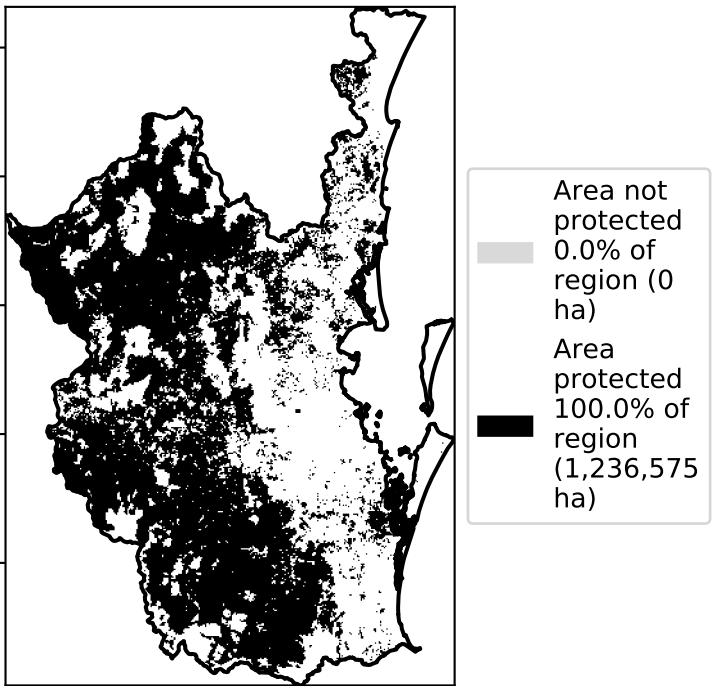 Area not
protected
0.0% of
region (0
ha)
Area
protected
100.0% of
region
(1,236,575
ha)